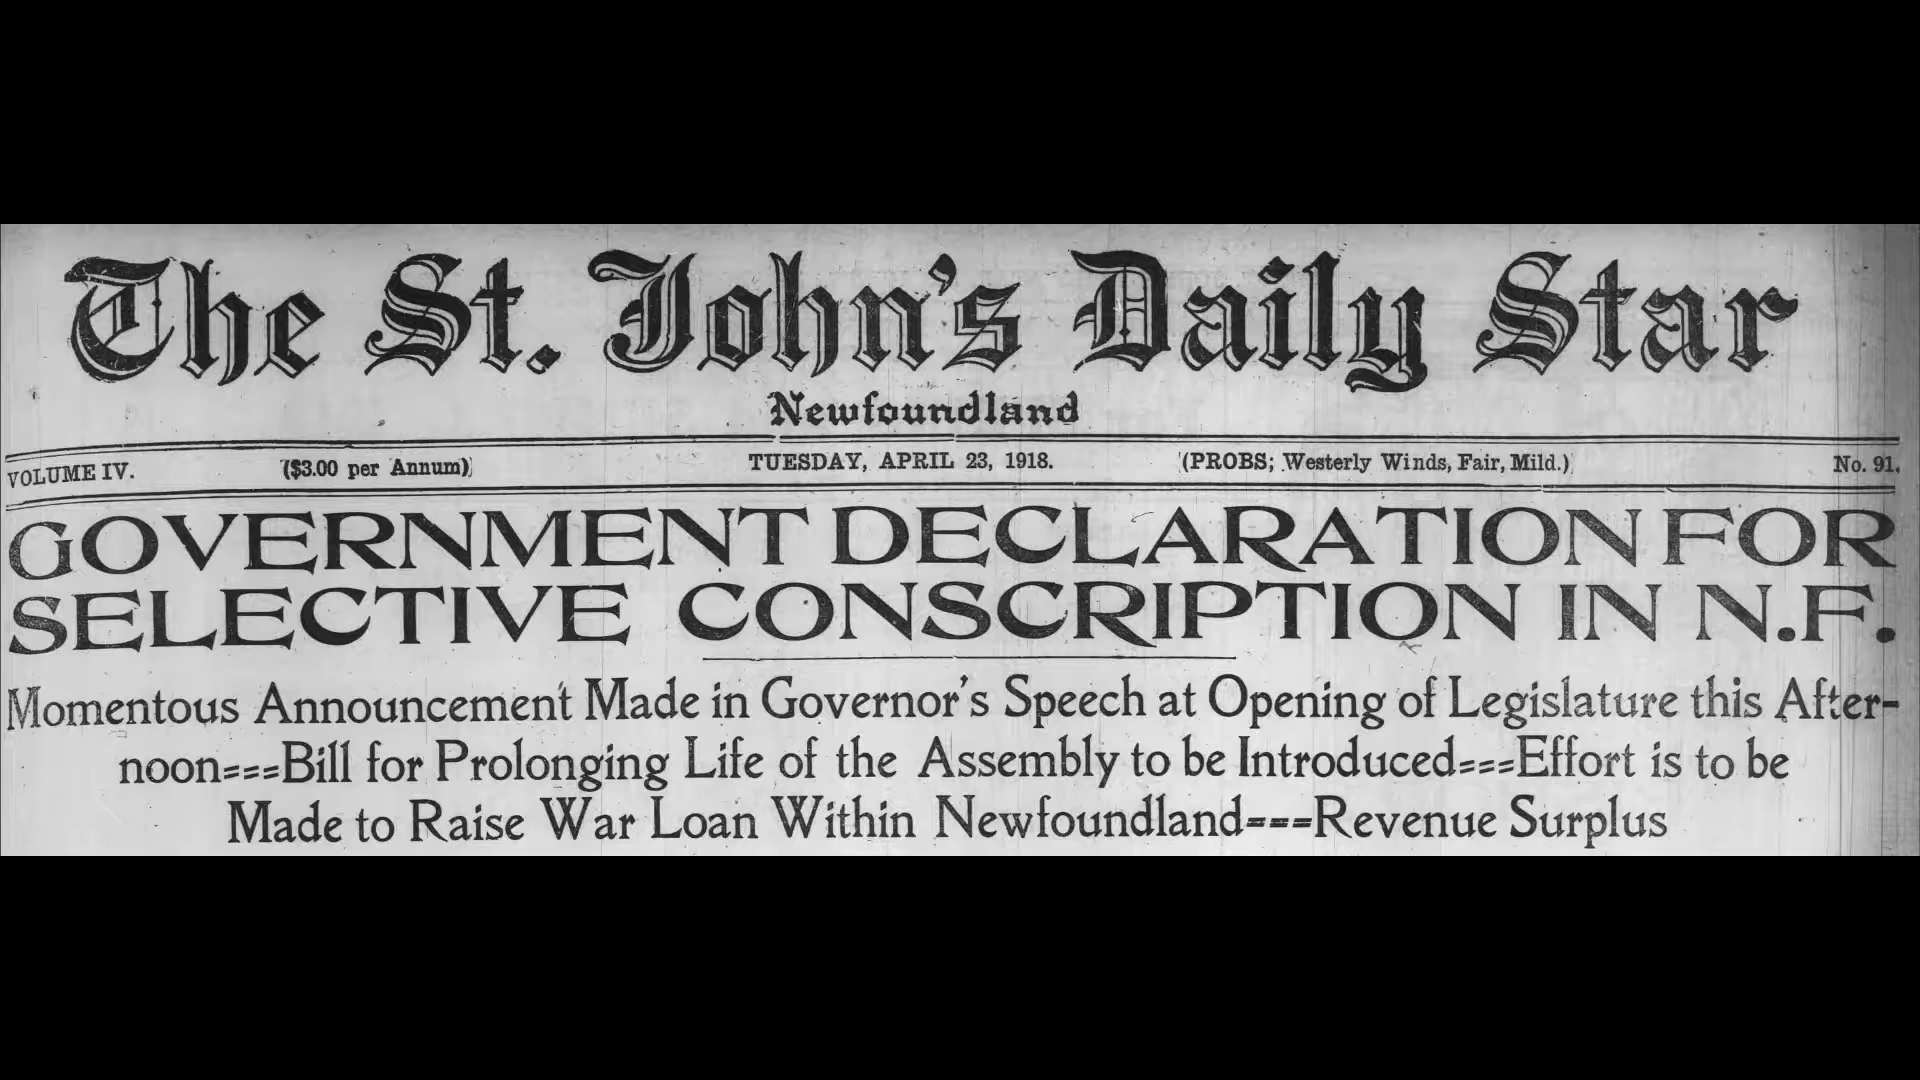 The St. John's Daily Star
Newfoundland
VOLUME IV. ($3.00 per Annum) TUESDAY, APRIL 23, 1918. (PROBS; Westerly Winds, Fair, Mild.) No. 91.
GOVERNMENT DECLARATION FOR
SELECTIVE CONSCRIPTION IN N.F.
Momentous Announcement Made in Governor's Speech at Opening of Legislature this After-
noon---Bill for Prolonging Life of the Assembly to be Introduced---Effort is to be
Made to Raise War Loan Within Newfoundland---Revenue Surplus